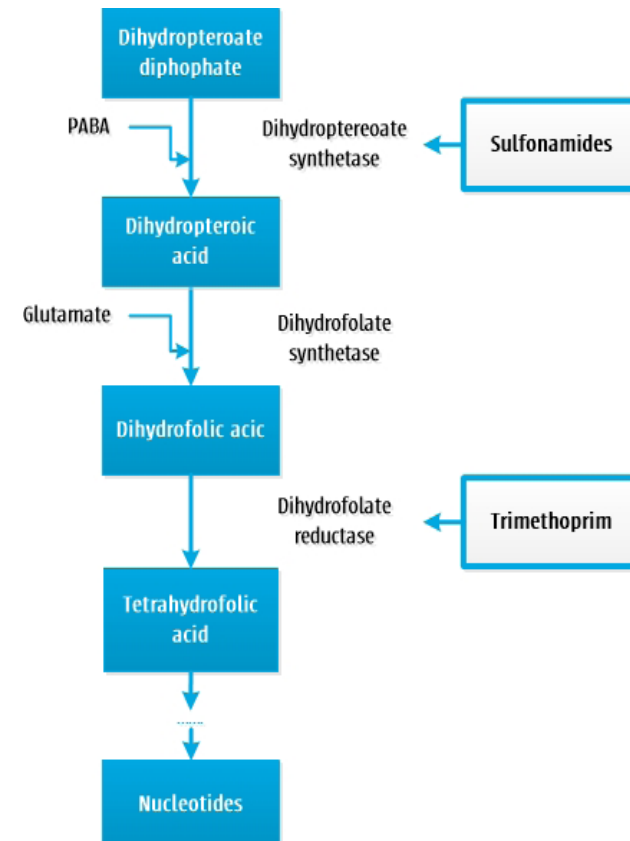 Dihydropteroate
diphophate
PABA
Dihydroptereoate
synthetase
Sulfonamides
Dihydropteroic
acid
Glutamate
Dihydrofolate
synthetase
Dihydrofolic acic
Dihydrofolate
reductase
Trimethoprim
Tetrahydrofolic
acid
......
Nucleotides